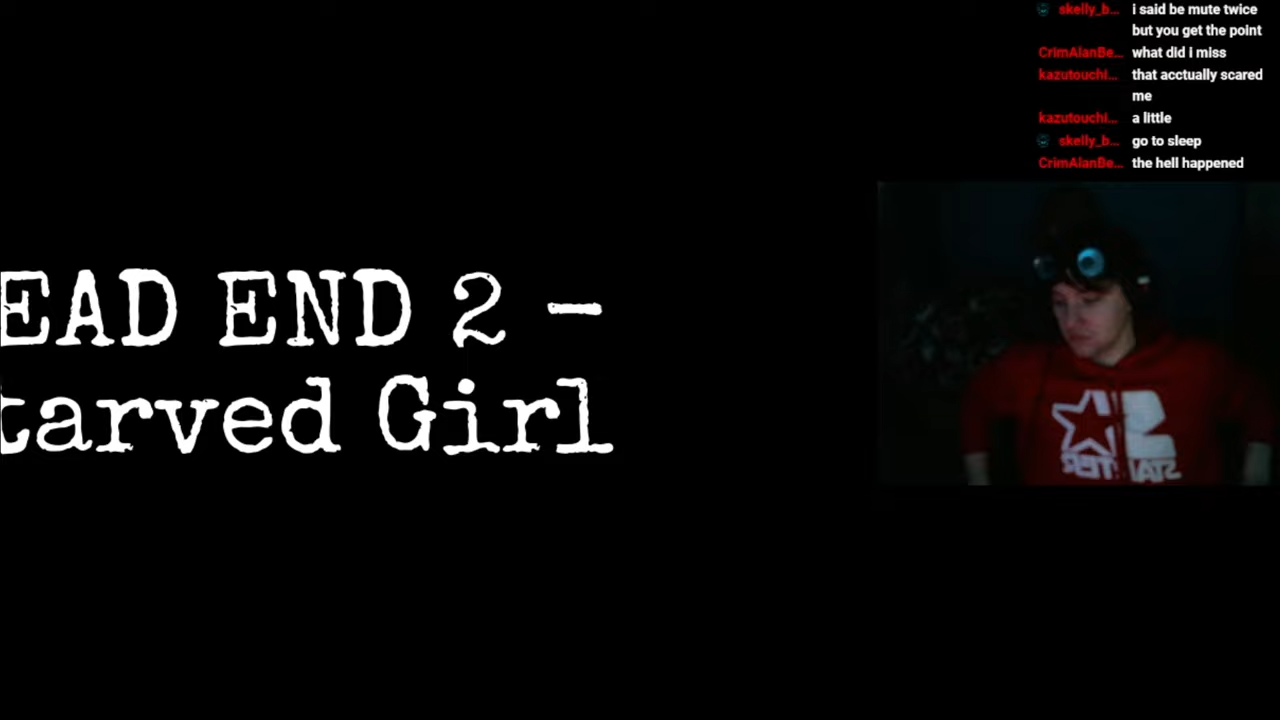 skelly_b... i said be mute twice
but you get the point
CrimAlanBe... what did i miss
kazutouchi... that acctually scared
me
kazutouchi... a little
skelly_b... go to sleep
CrimAlanBe... the hell happened
EAD END 2 -
tarved Girl